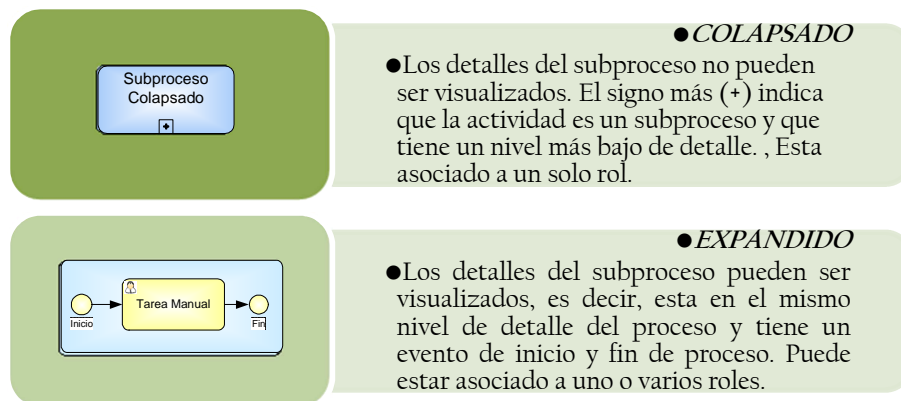 Subproceso
Colapsado
+
●COLAPSADO
●Los detalles del subproceso no pueden
ser visualizados. El signo más (+) indica
que la actividad es un subproceso y que
tiene un nivel más bajo de detalle. , Esta
asociado a un solo rol.
Inicio
Tarea Manual
Fin
●EXPANDIDO
●Los detalles del subproceso pueden ser
visualizados, es decir, esta en el mismo
nivel de detalle del proceso y tiene un
evento de inicio y fin de proceso. Puede
estar asociado a uno o varios roles.